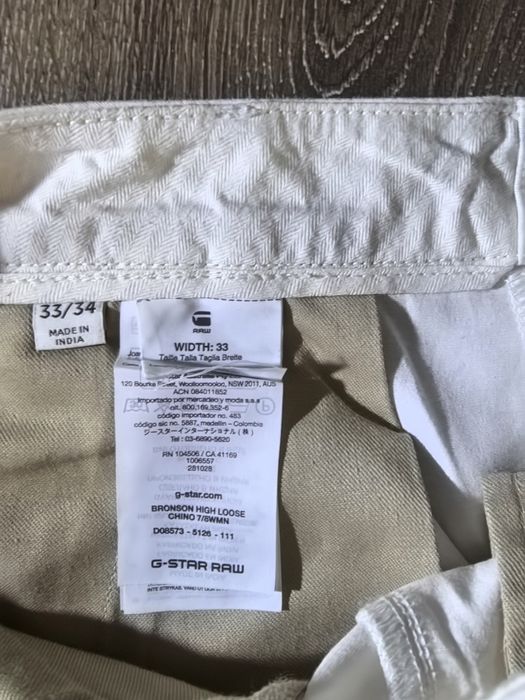 33/34
MADE IN
INDIA
G
RAW
WIDTH: 33
Taille Talla Taglia Breite
129 Bourke Street, Woolloomooloo, NSW 2011, AUS
ACN 084011852
Importado por mercadeo y moda s.a.s
nit. 800.169.352-6
código importador no. 483
código sic no. 5887, medellin - Colombia
ジースターインターナショナル(株)
Tel : 03-6890-5620
RN 104506 / CA 41169
1006557
281028
g-star.com
BRONSON HIGH LOOSE
CHINO 7/8WMN
D08573 - 5126 - 111
G-STAR RAW